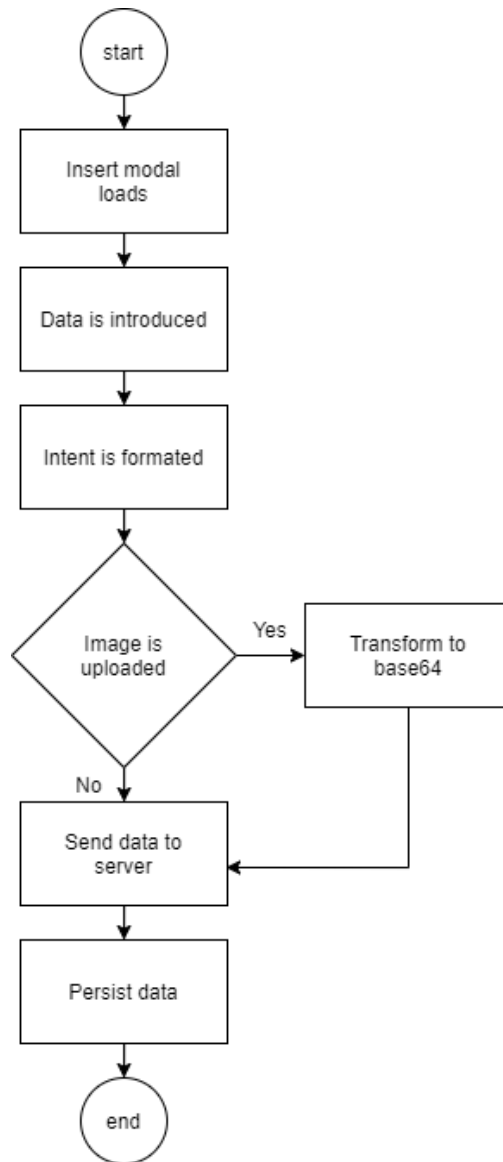 start
Insert modal
loads
Data is introduced
Intent is formated
Image is
uploaded
Yes
Transform to
base64
No
Send data to
server
Persist data
end